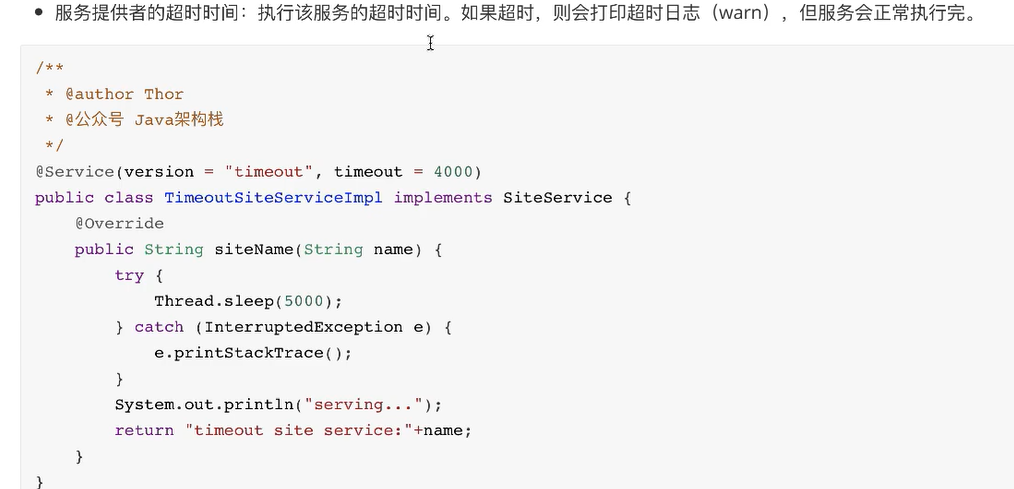 • 服务提供者的超时时间：执行该服务的超时时间。如果超时，则会打印超时日志（warn），但服务会正常执行完。
/**
 * @author Thor
 * @公众号 Java架构栈
 */
@Service(version = "timeout", timeout = 4000)
public class TimeoutSiteServiceImpl implements SiteService {
    @Override
    public String siteName(String name) {
        try {
            Thread.sleep(5000);
        } catch (InterruptedException e) {
            e.printStackTrace();
        }
        System.out.println("serving...");
        return "timeout site service:"+name;
    }
}